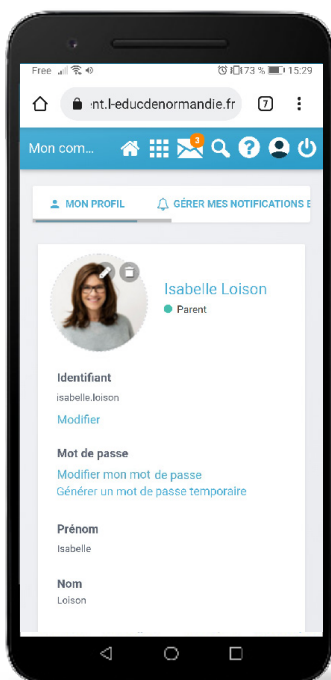 Free 73 % 15:29
nt.l-educdenormandie.fr 7
Mon com... 3 ?
MON PROFIL GÉRER MES NOTIFICATIONS E
Isabelle Loison
Parent
Identifiant
isabelle.loison
Modifier
Mot de passe
Modifier mon mot de passe
Générer un mot de passe temporaire
Prénom
Isabelle
Nom
Loison